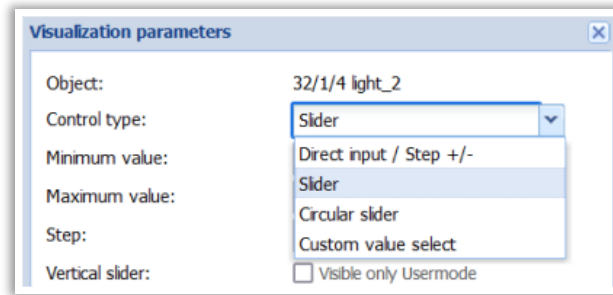 Visualization parameters
Object: 32/1/4 light_2
Control type: Slider
Minimum value: Direct input / Step +/-
Slider
Maximum value: Circular slider
Step: Custom value select
Vertical slider: Visible only Usermode